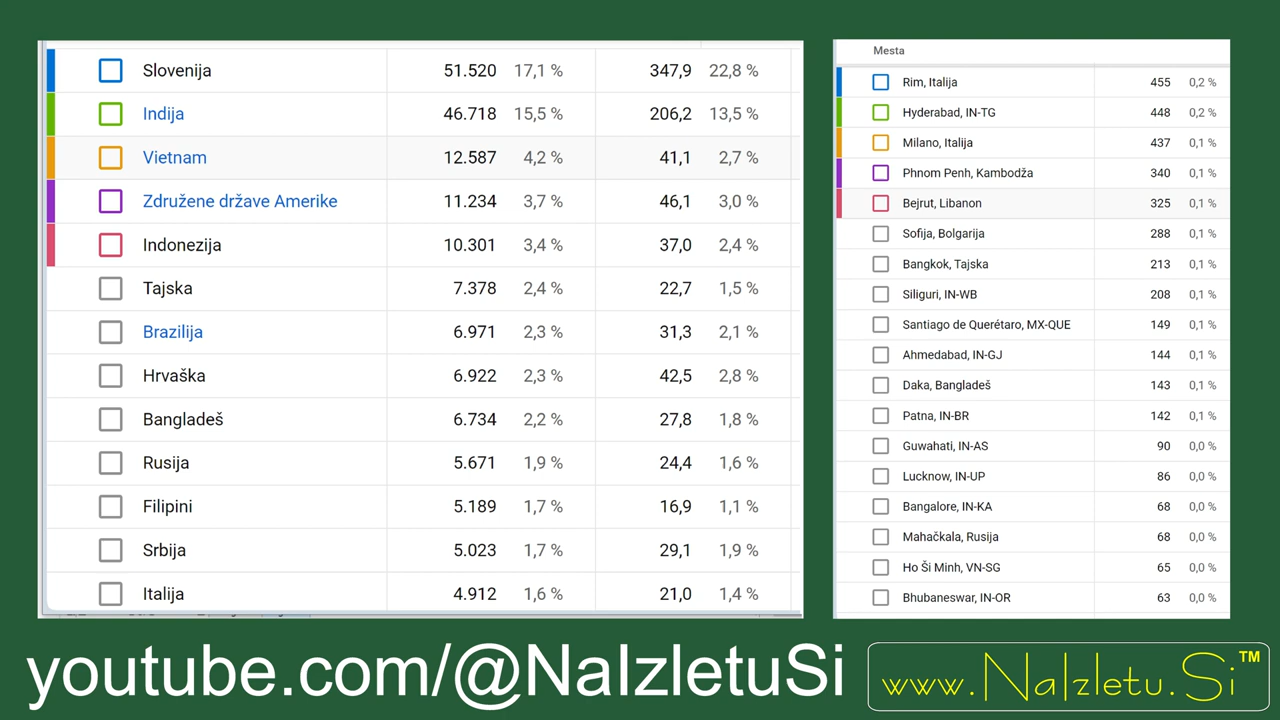 Slovenija 51.520 17,1 % 347,9 22,8 %
Indija 46.718 15,5 % 206,2 13,5 %
Vietnam 12.587 4,2 % 41,1 2,7 %
Združene države Amerike 11.234 3,7 % 46,1 3,0 %
Indonezija 10.301 3,4 % 37,0 2,4 %
Tajska 7.378 2,4 % 22,7 1,5 %
Brazilija 6.971 2,3 % 31,3 2,1 %
Hrvaška 6.922 2,3 % 42,5 2,8 %
Bangladeš 6.734 2,2 % 27,8 1,8 %
Rusija 5.671 1,9 % 24,4 1,6 %
Filipini 5.189 1,7 % 16,9 1,1 %
Srbija 5.023 1,7 % 29,1 1,9 %
Italija 4.912 1,6 % 21,0 1,4 %
Mesta
Rim, Italija 455 0,2 %
Hyderabad, IN-TG 448 0,2 %
Milano, Italija 437 0,1 %
Phnom Penh, Kambodža 340 0,1 %
Bejrut, Libanon 325 0,1 %
Sofija, Bolgarija 288 0,1 %
Bangkok, Tajska 213 0,1 %
Siliguri, IN-WB 208 0,1 %
Santiago de Querétaro, MX-QUE 149 0,1 %
Ahmedabad, IN-GJ 144 0,1 %
Daka, Bangladeš 143 0,1 %
Patna, IN-BR 142 0,1 %
Guwahati, IN-AS 90 0,0 %
Lucknow, IN-UP 86 0,0 %
Bangalore, IN-KA 68 0,0 %
Mahačkala, Rusija 68 0,0 %
Ho Ši Minh, VN-SG 65 0,0 %
Bhubaneswar, IN-OR 63 0,0 %
youtube.com/@NaIzletuSi
www.NaIzletu.Si™